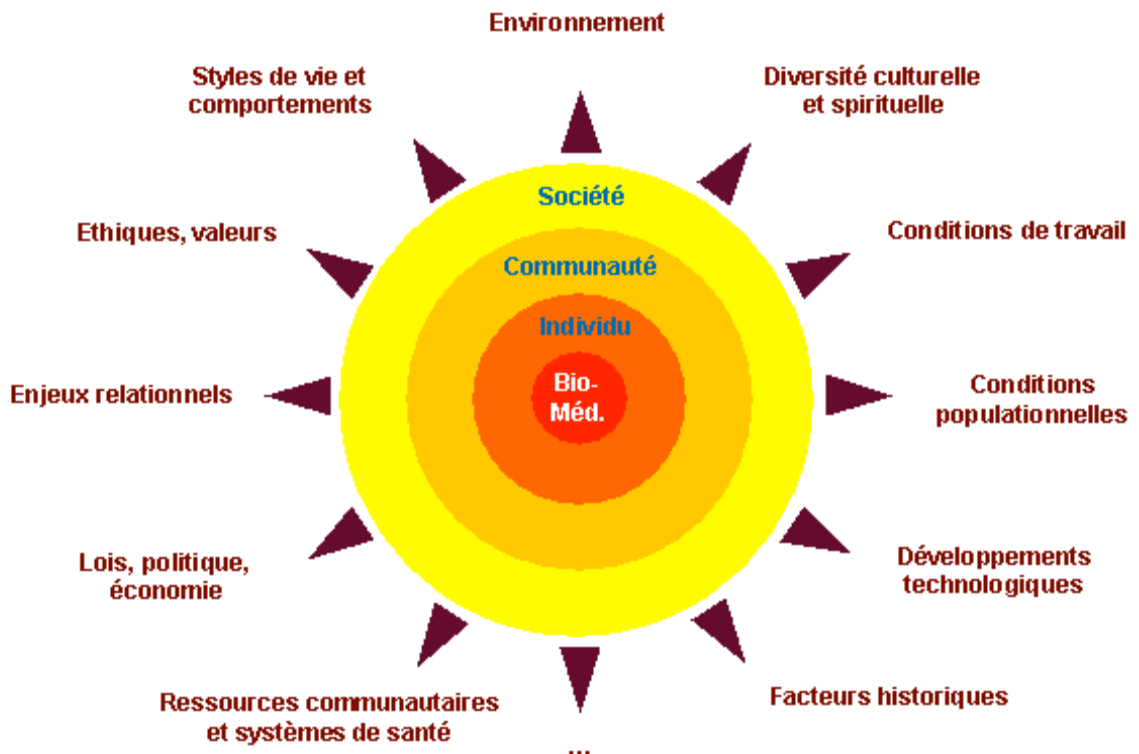 Environnement
Styles de vie et
comportements
Diversité culturelle
et spirituelle
Société
Ethiques, valeurs
Conditions de travail
Communauté
Individu
Bio-
Méd.
Enjeux relationnels
Conditions
populationnelles
Lois, politique,
économie
Développements
technologiques
Ressources communautaires
et systèmes de santé
Facteurs historiques
...